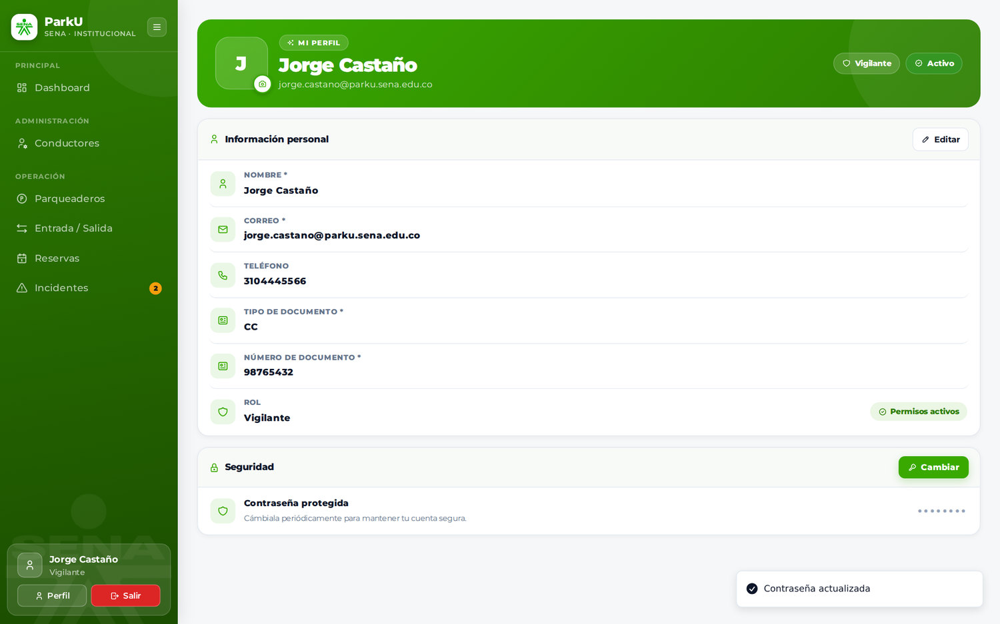 SENA
ParkU
SENA · INSTITUCIONAL
PRINCIPAL
Dashboard
ADMINISTRACIÓN
Conductores
OPERACIÓN
Parqueaderos
Entrada / Salida
Reservas
Incidentes
2
SENA
Jorge Castaño
Vigilante
Perfil
Salir
J
MI PERFIL
Jorge Castaño
jorge.castano@parku.sena.edu.co
Vigilante
Activo
Información personal
Editar
NOMBRE *
Jorge Castaño
CORREO *
jorge.castano@parku.sena.edu.co
TELÉFONO
3104445566
TIPO DE DOCUMENTO *
CC
NÚMERO DE DOCUMENTO *
98765432
ROL
Vigilante
Permisos activos
Seguridad
Cambiar
Contraseña protegida
Cámbiala periódicamente para mantener tu cuenta segura.
••••••••
Contraseña actualizada